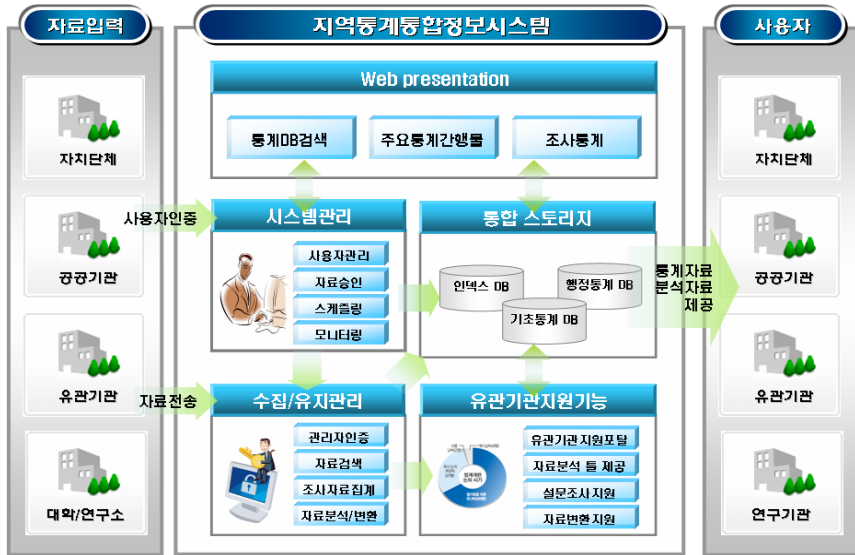 자료입력
지역통계통합정보시스템
사용자
자치단체
공공기관
유관기관
대학/연구소
사용자인증
자료전송
Web presentation
통계DB검색
주요통계간행물
조사통계
시스템관리
사용자관리
자료승인
스케줄링
모니터링
통합 스토리지
인덱스 DB
행정통계 DB
기초통계 DB
수집/유지관리
관리자인증
자료검색
조사자료집계
자료분석/변환
유관기관지원기능
유관기관지원포탈
자료분석 툴 제공
설문조사지원
자료변환지원
통계자료
분석자료
제공
자치단체
공공기관
유관기관
연구기관